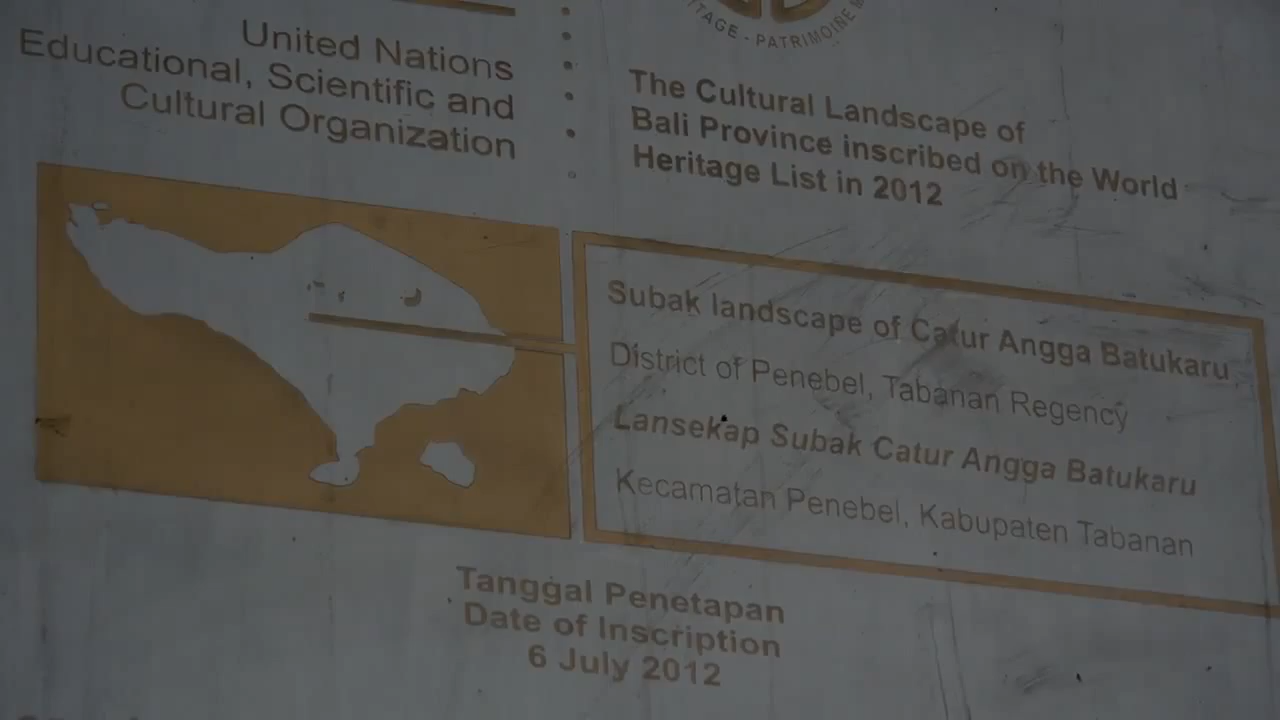 United Nations
Educational, Scientific and
Cultural Organization
PATRIMOINE
The Cultural Landscape of
Bali Province inscribed on the World
Heritage List in 2012
Subak landscape of Catur Angga Batukaru
District of Penebel, Tabanan Regency
Lansekap Subak Catur Angga Batukaru
Kecamatan Penebel, Kabupaten Tabanan
Tanggal Penetapan
Date of Inscription
6 July 2012